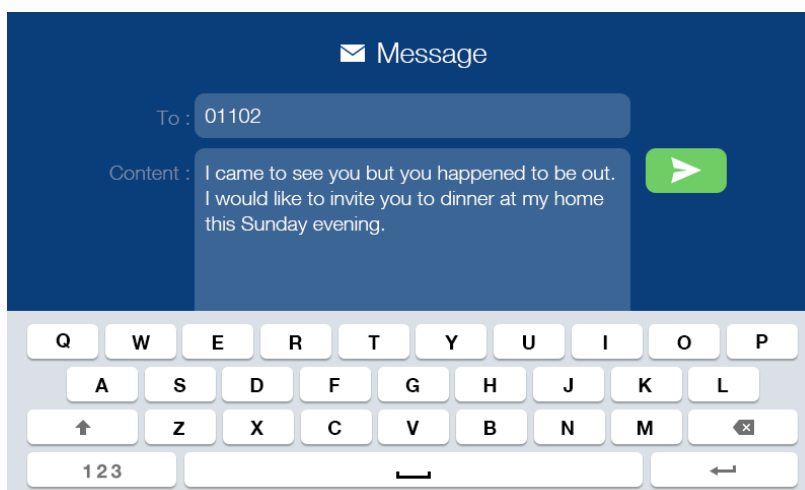 Message
To : 01102
Content : I came to see you but you happened to be out.
I would like to invite you to dinner at my home
this Sunday evening.
Q W E R T Y U I O P
A S D F G H J K L
Z X C V B N M
123